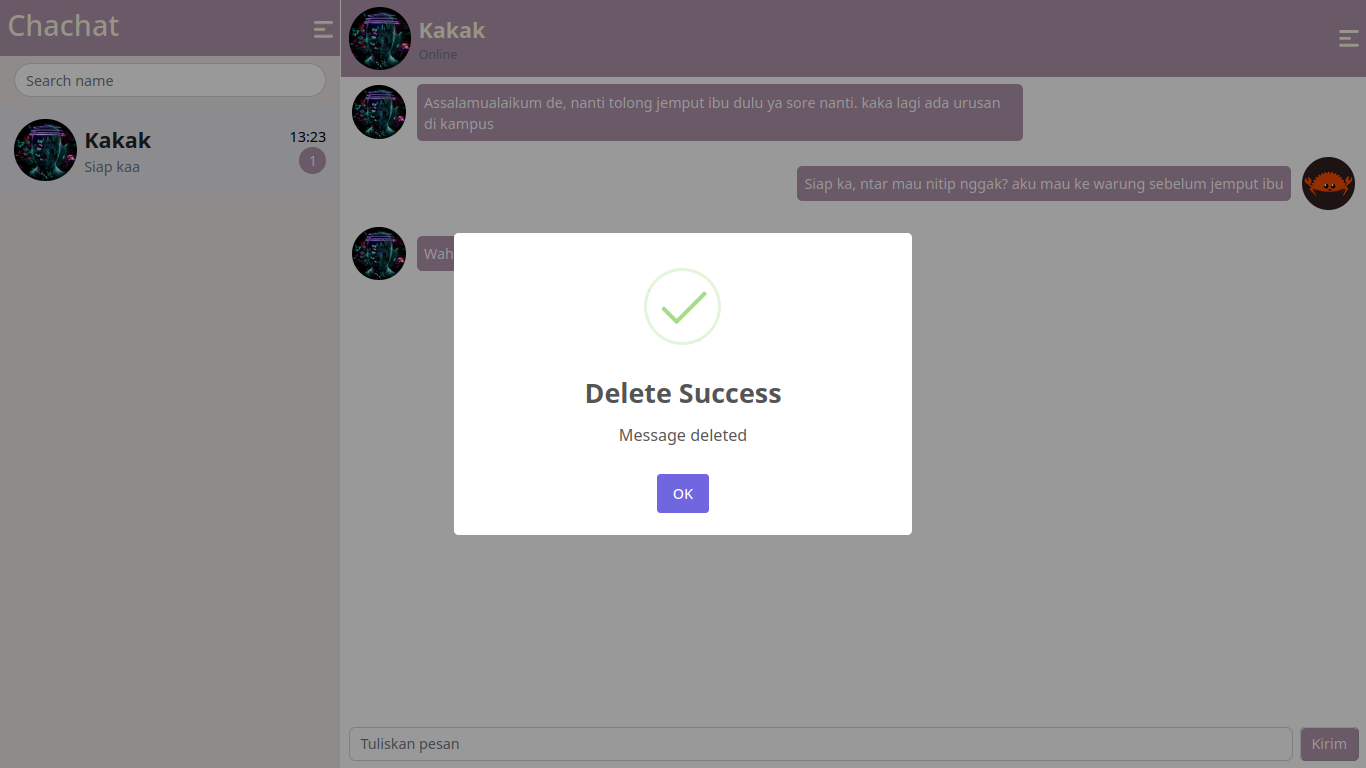 Chachat
Search name
Kakak
13:23
Siap kaa
1
Kakak
Online
Assalamualaikum de, nanti tolong jemput ibu dulu ya sore nanti. kaka lagi ada urusan
di kampus
Siap ka, ntar mau nitip nggak? aku mau ke warung sebelum jemput ibu
Wah
Delete Success
Message deleted
OK
Tuliskan pesan
Kirim